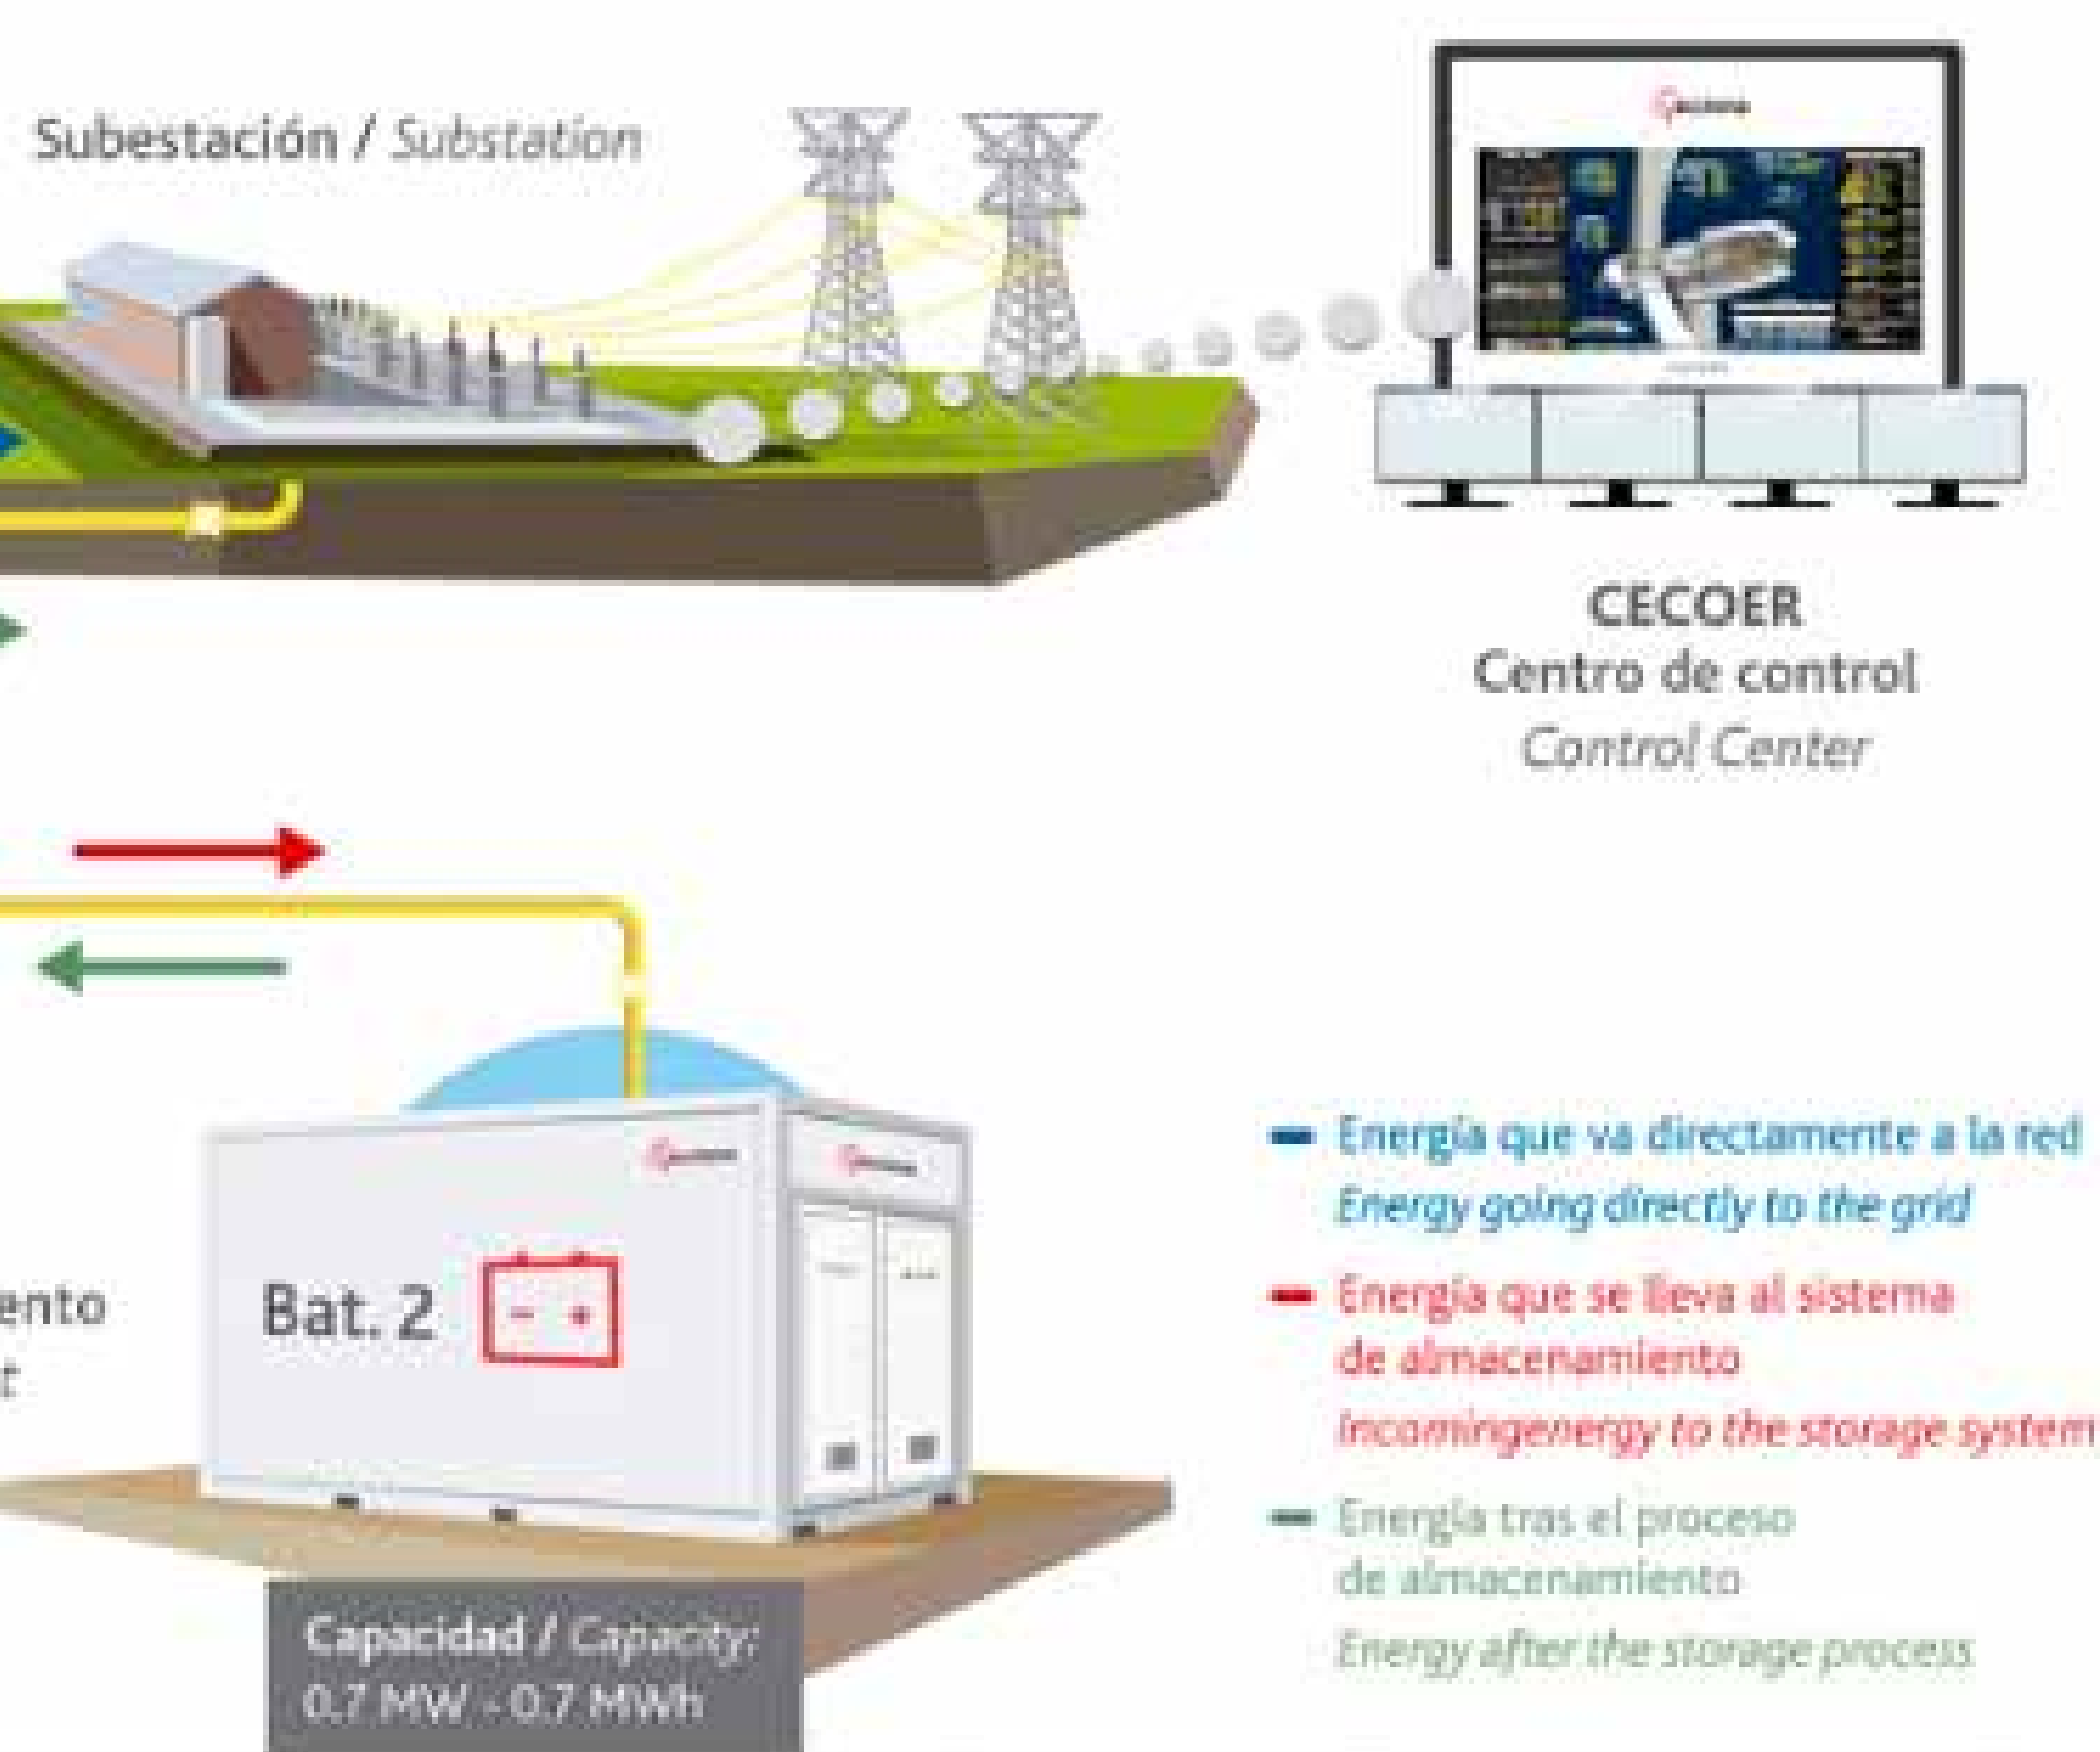 Subestación / Substation
CECOER
Centro de control
Control Center
Bat. 2
Capacidad / Capacity:
0.7 MW - 0.7 MWh
Energía que va directamente a la red
Energy going directly to the grid
Energía que se lleva al sistema
de almacenamiento
Incomingenergy to the storage system
Energía tras el proceso
de almacenamiento
Energy after the storage process